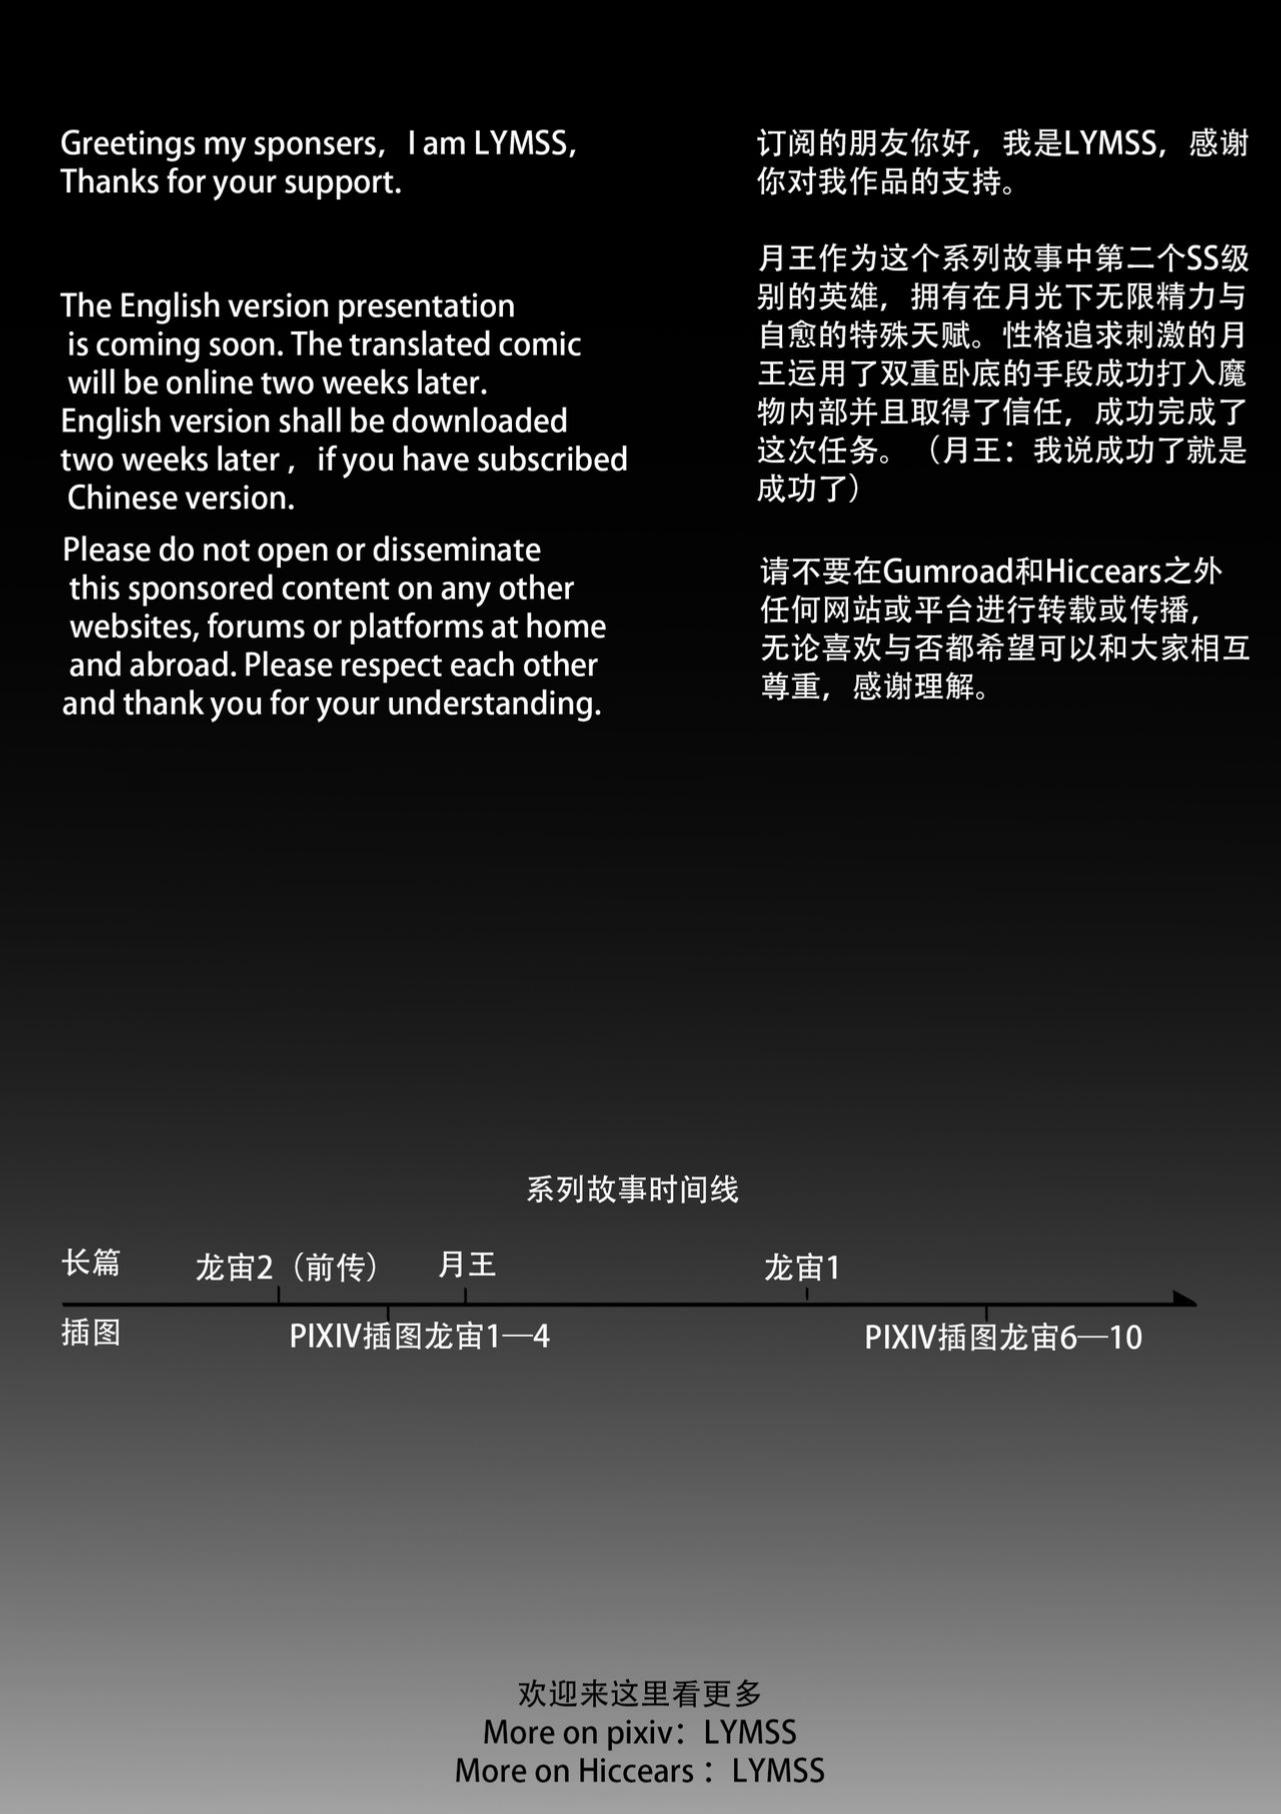 Greetings my sponsers，I am LYMSS，
Thanks for your support.
The English version presentation
is coming soon. The translated comic
will be online two weeks later.
English version shall be downloaded
two weeks later，if you have subscribed
Chinese version.
Please do not open or disseminate
this sponsored content on any other
websites, forums or platforms at home
and abroad. Please respect each other
and thank you for your understanding.
订阅的朋友你好，我是LYMSS，感谢
你对我作品的支持。
月王作为这个系列故事中第二个SS级
别的英雄，拥有在月光下无限精力与
自愈的特殊天赋。性格追求刺激的月
王运用了双重卧底的手段成功打入魔
物内部并且取得了信任，成功完成了
这次任务。（月王：我说成功了就是
成功了）
请不要在Gumroad和Hiccears之外
任何网站或平台进行转载或传播，
无论喜欢与否都希望可以和大家相互
尊重，感谢理解。
系列故事时间线
长篇 龙宙2（前传） 月王 龙宙1
插图 PIXIV插图龙宙1—4 PIXIV插图龙宙6—10
欢迎来这里看更多
More on pixiv：LYMSS
More on Hiccears：LYMSS